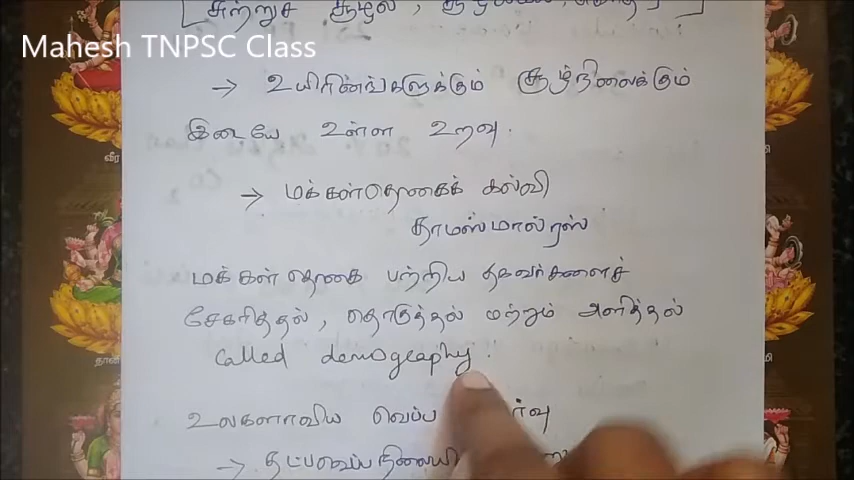 [சுற்றுச் சூழல்,
Mahesh TNPSC Class
→ உயிரினங்களுக்கும் சூழ்நிலைக்கும்
இடையே உள்ள உறவு.
→ மக்கள்தொகைக் கல்வி
தாமஸ்மால்தஸ்
மக்கள் தொகை பற்றிய தகவல்களைச்
சேகரித்தல், தொகுத்தல் மற்றும் அளித்தல்
called demography.
உலகளாவிய வெப்ப
→
வீர
தானி